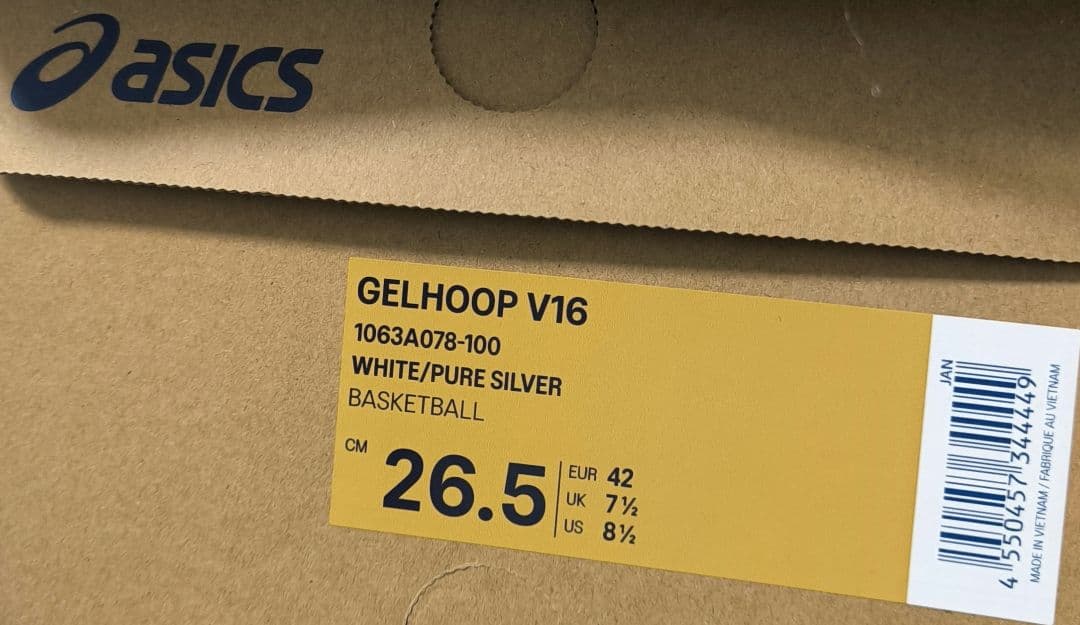 asics
GELHOOP V16
1063A078-100
WHITE/PURE SILVER
BASKETBALL
CM 26.5
EUR 42
UK 7½
US 8½
JAN
4 550457 344449
MADE IN VIETNAM / FABRIQUÉ AU VIETNAM